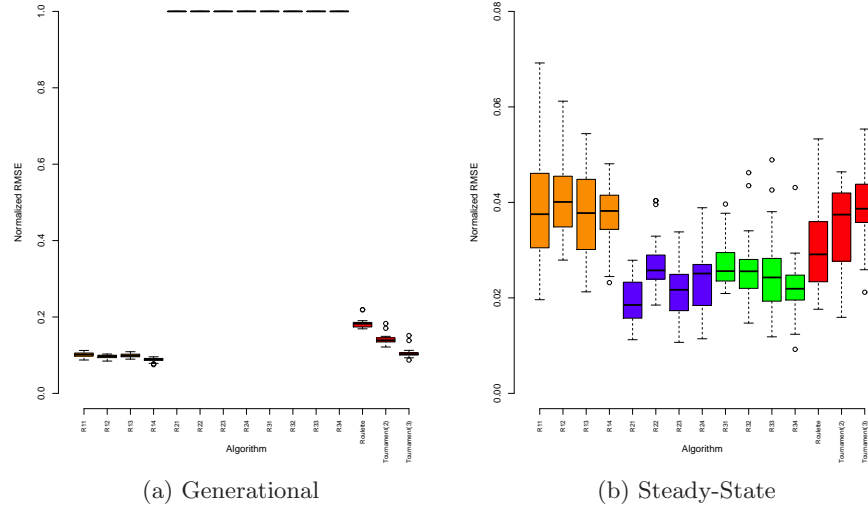 Normalized RMSE
1.0
0.8
0.6
0.4
0.2
0.0
R11
R12
R13
R14
R21
R22
R23
R24
R31
R32
R33
R34
Roulette
Tournament(2)
Tournament(3)
Algorithm
(a) Generational
Normalized RMSE
0.08
0.06
0.04
0.02
0.00
R11
R12
R13
R14
R21
R22
R23
R24
R31
R32
R33
R34
Roulette
Tournament(2)
Tournament(3)
Algorithm
(b) Steady-State